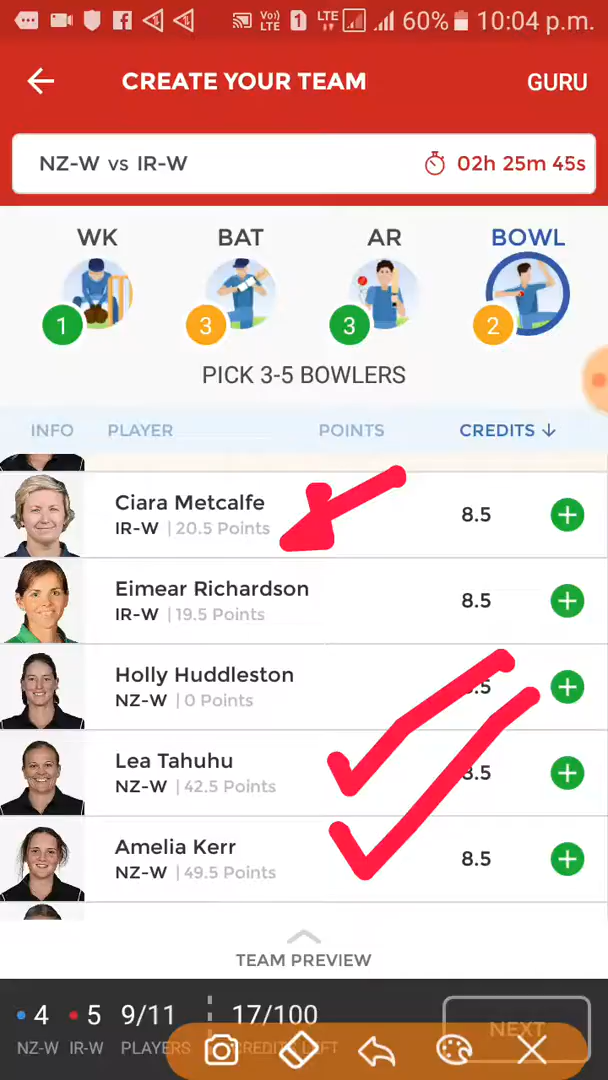 Vo)) LTE 1 LTE 60% 10:04 p.m.
CREATE YOUR TEAM GURU
NZ-W vs IR-W 02h 25m 45s
WK BAT AR BOWL
1 3 3 2
PICK 3-5 BOWLERS
INFO PLAYER POINTS CREDITS ↓
Ciara Metcalfe
IR-W | 20.5 Points 8.5
Eimear Richardson
IR-W | 19.5 Points 8.5
Holly Huddleston
NZ-W | 0 Points .5
Lea Tahuhu
NZ-W | 42.5 Points 8.5
Amelia Kerr
NZ-W | 49.5 Points 8.5
TEAM PREVIEW
4 5 9/11 17/100 NEXT
NZ-W IR-W PLAYERS CREDITS LEFT